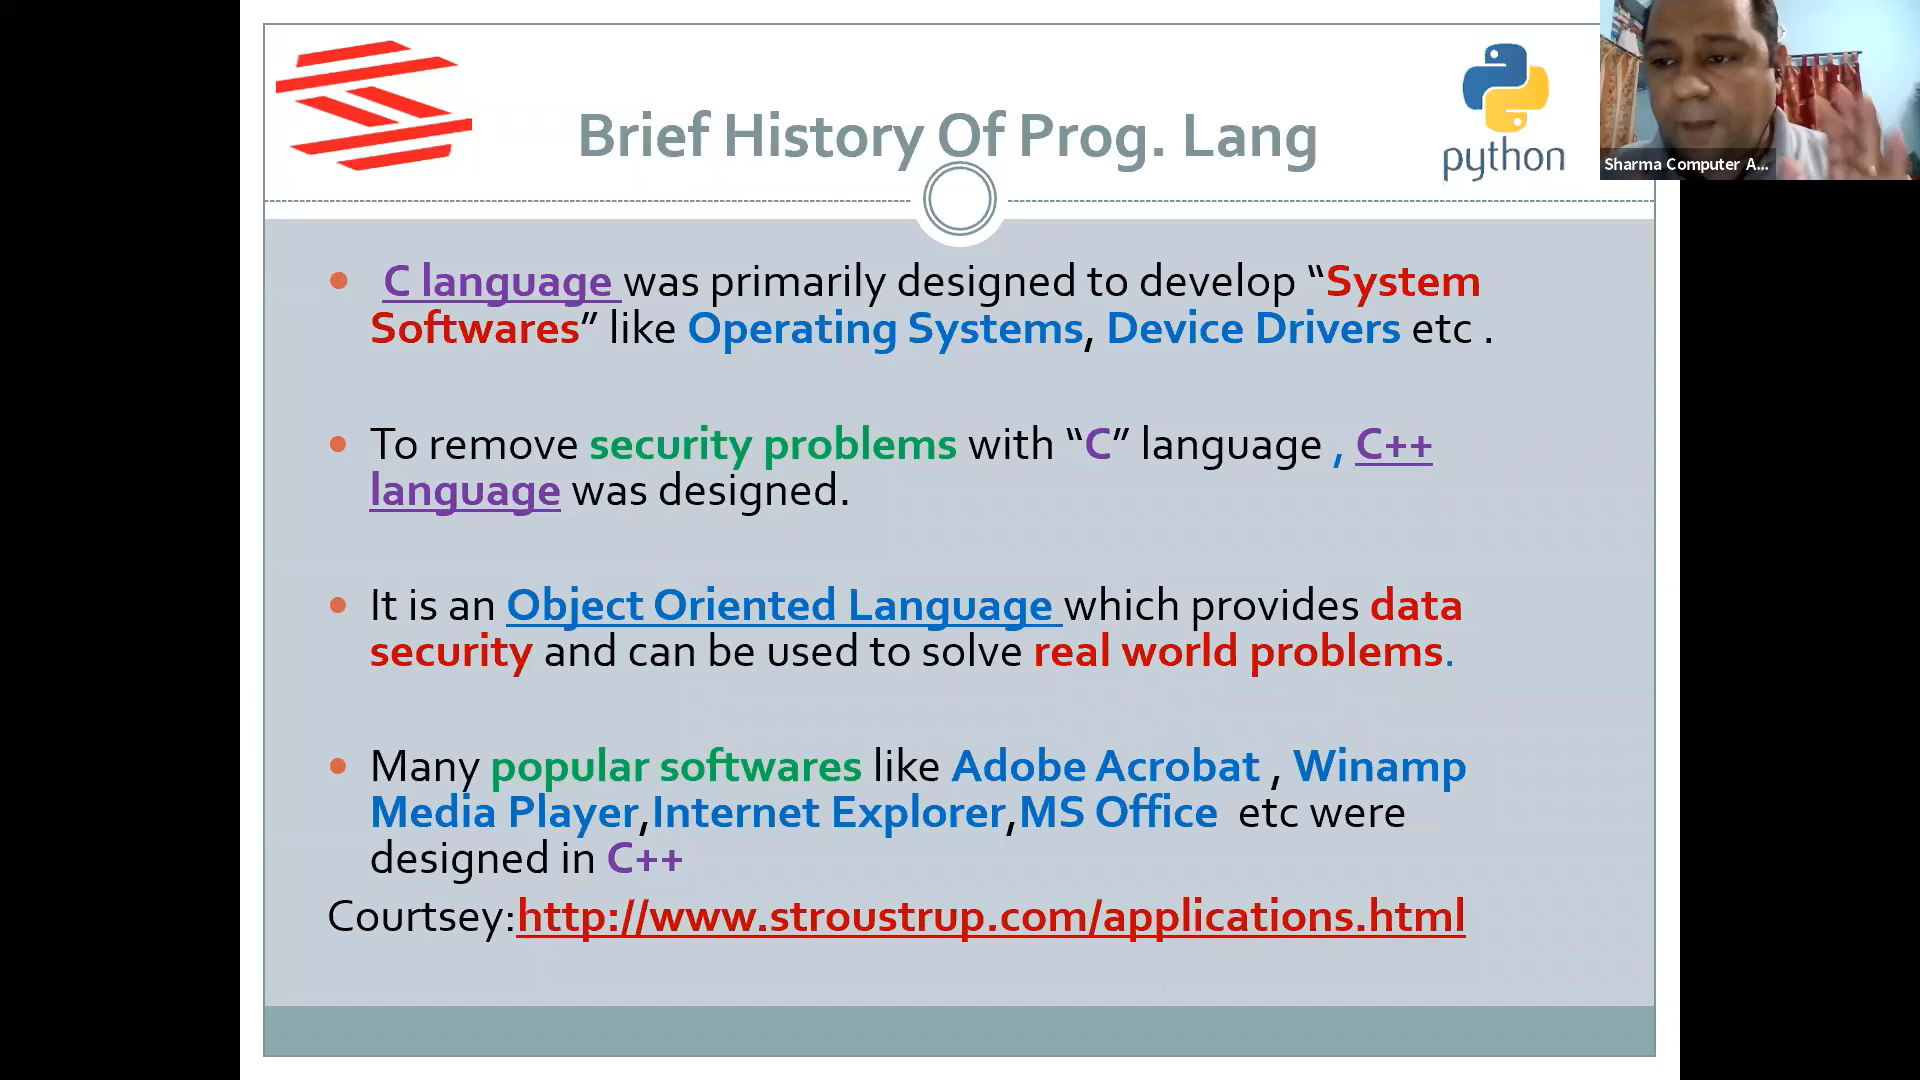 Brief History Of Prog. Lang
python
Sharma Computer A...
C language was primarily designed to develop “System
Softwares” like Operating Systems, Device Drivers etc .
To remove security problems with “C” language , C++
language was designed.
It is an Object Oriented Language which provides data
security and can be used to solve real world problems.
Many popular softwares like Adobe Acrobat , Winamp
Media Player,Internet Explorer,MS Office etc were
designed in C++
Courtsey:http://www.stroustrup.com/applications.html